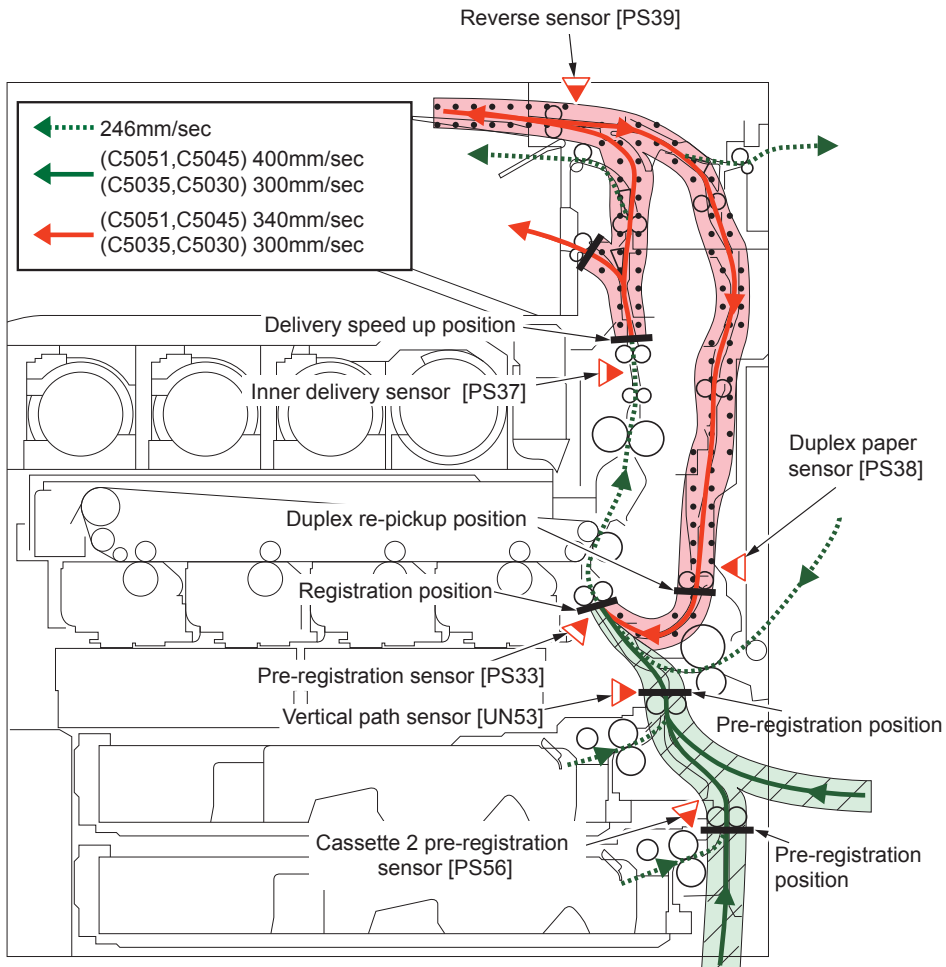 Reverse sensor [PS39]
246mm/sec
(C5051,C5045) 400mm/sec
(C5035,C5030) 300mm/sec
(C5051,C5045) 340mm/sec
(C5035,C5030) 300mm/sec
Delivery speed up position
Inner delivery sensor [PS37]
Duplex paper
sensor [PS38]
Duplex re-pickup position
Registration position
Pre-registration sensor [PS33]
Vertical path sensor [UN53]
Pre-registration position
Cassette 2 pre-registration
sensor [PS56]
Pre-registration
position